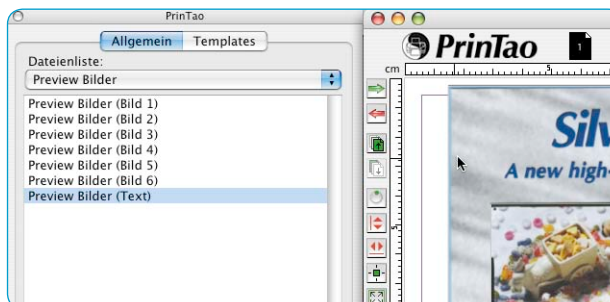 PrinTao
Allgemein Templates
Dateienliste:
Preview Bilder
Preview Bilder (Bild 1)
Preview Bilder (Bild 2)
Preview Bilder (Bild 3)
Preview Bilder (Bild 4)
Preview Bilder (Bild 5)
Preview Bilder (Bild 6)
Preview Bilder (Text)
PrinTao 1
cm 5
5
Silv
A new high-